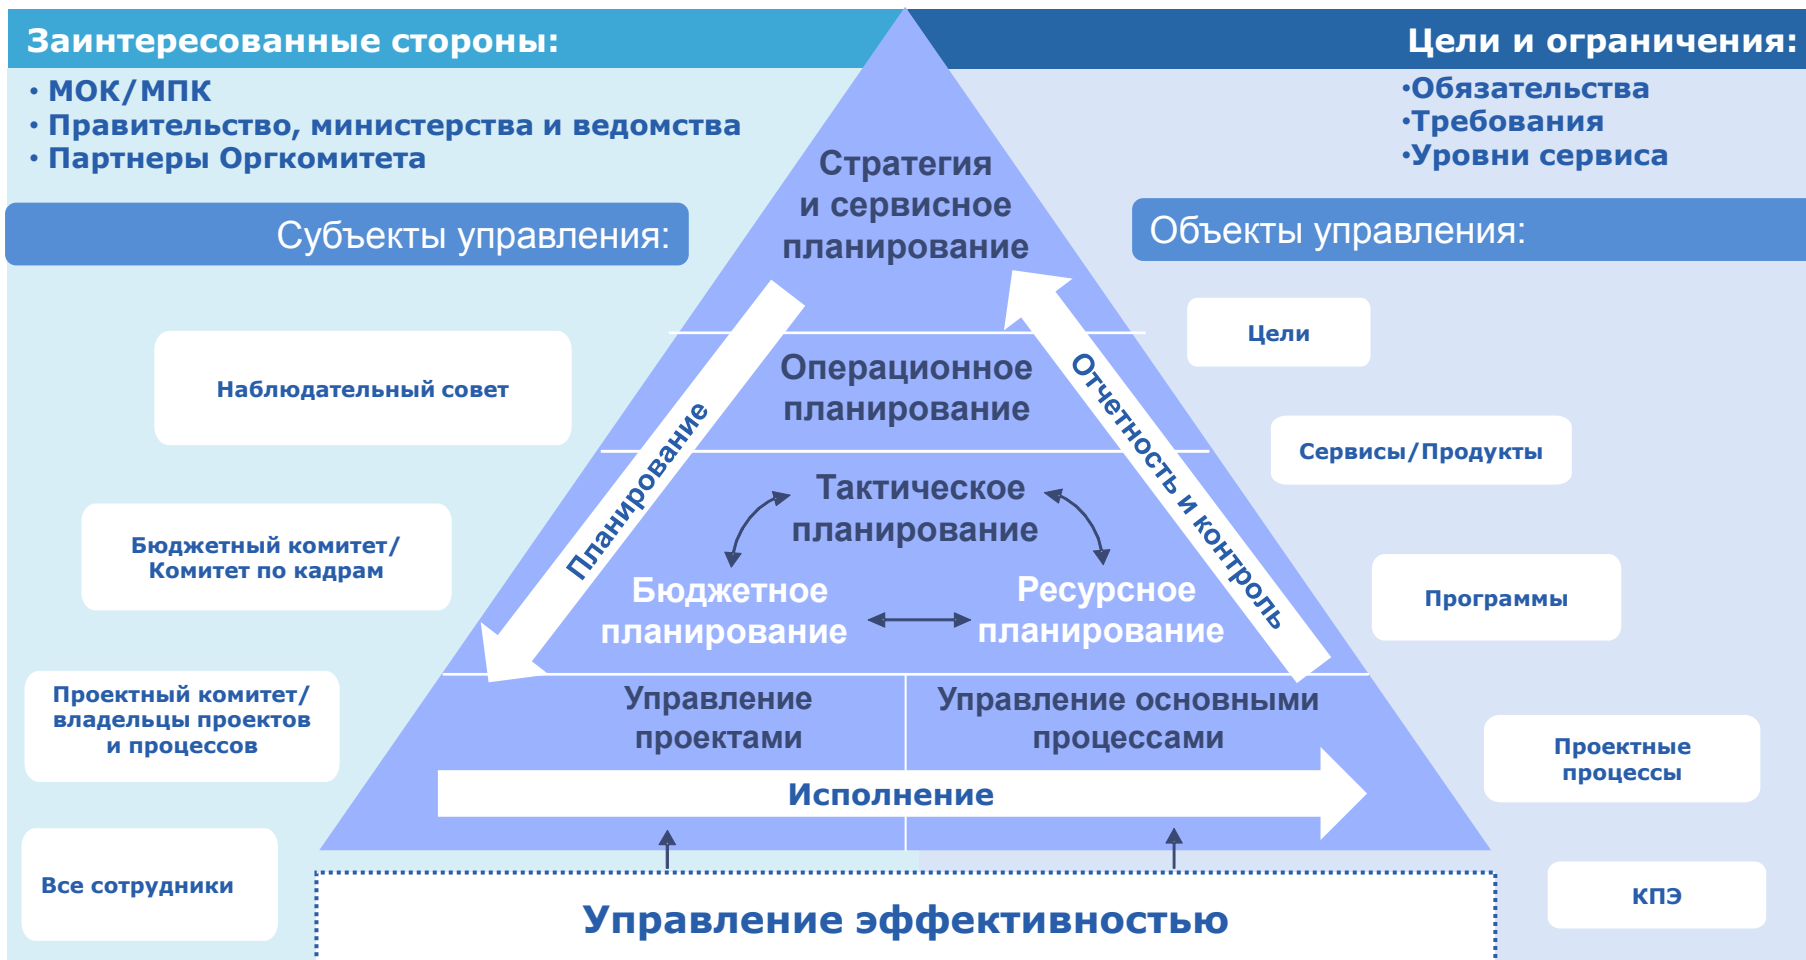 Заинтересованные стороны:
• МОК/МПК
• Правительство, министерства и ведомства
• Партнеры Оргкомитета
Цели и ограничения:
•Обязательства
•Требования
•Уровни сервиса
Субъекты управления:
Объекты управления:
Стратегия
и сервисное
планирование
Операционное
планирование
Тактическое
планирование
Бюджетное
планирование
Ресурсное
планирование
Планирование
Отчетность и контроль
Управление
проектами
Управление основными
процессами
Исполнение
Наблюдательный совет
Бюджетный комитет/
Комитет по кадрам
Проектный комитет/
владельцы проектов
и процессов
Все сотрудники
Цели
Сервисы/Продукты
Программы
Проектные
процессы
КПЭ
Управление эффективностью